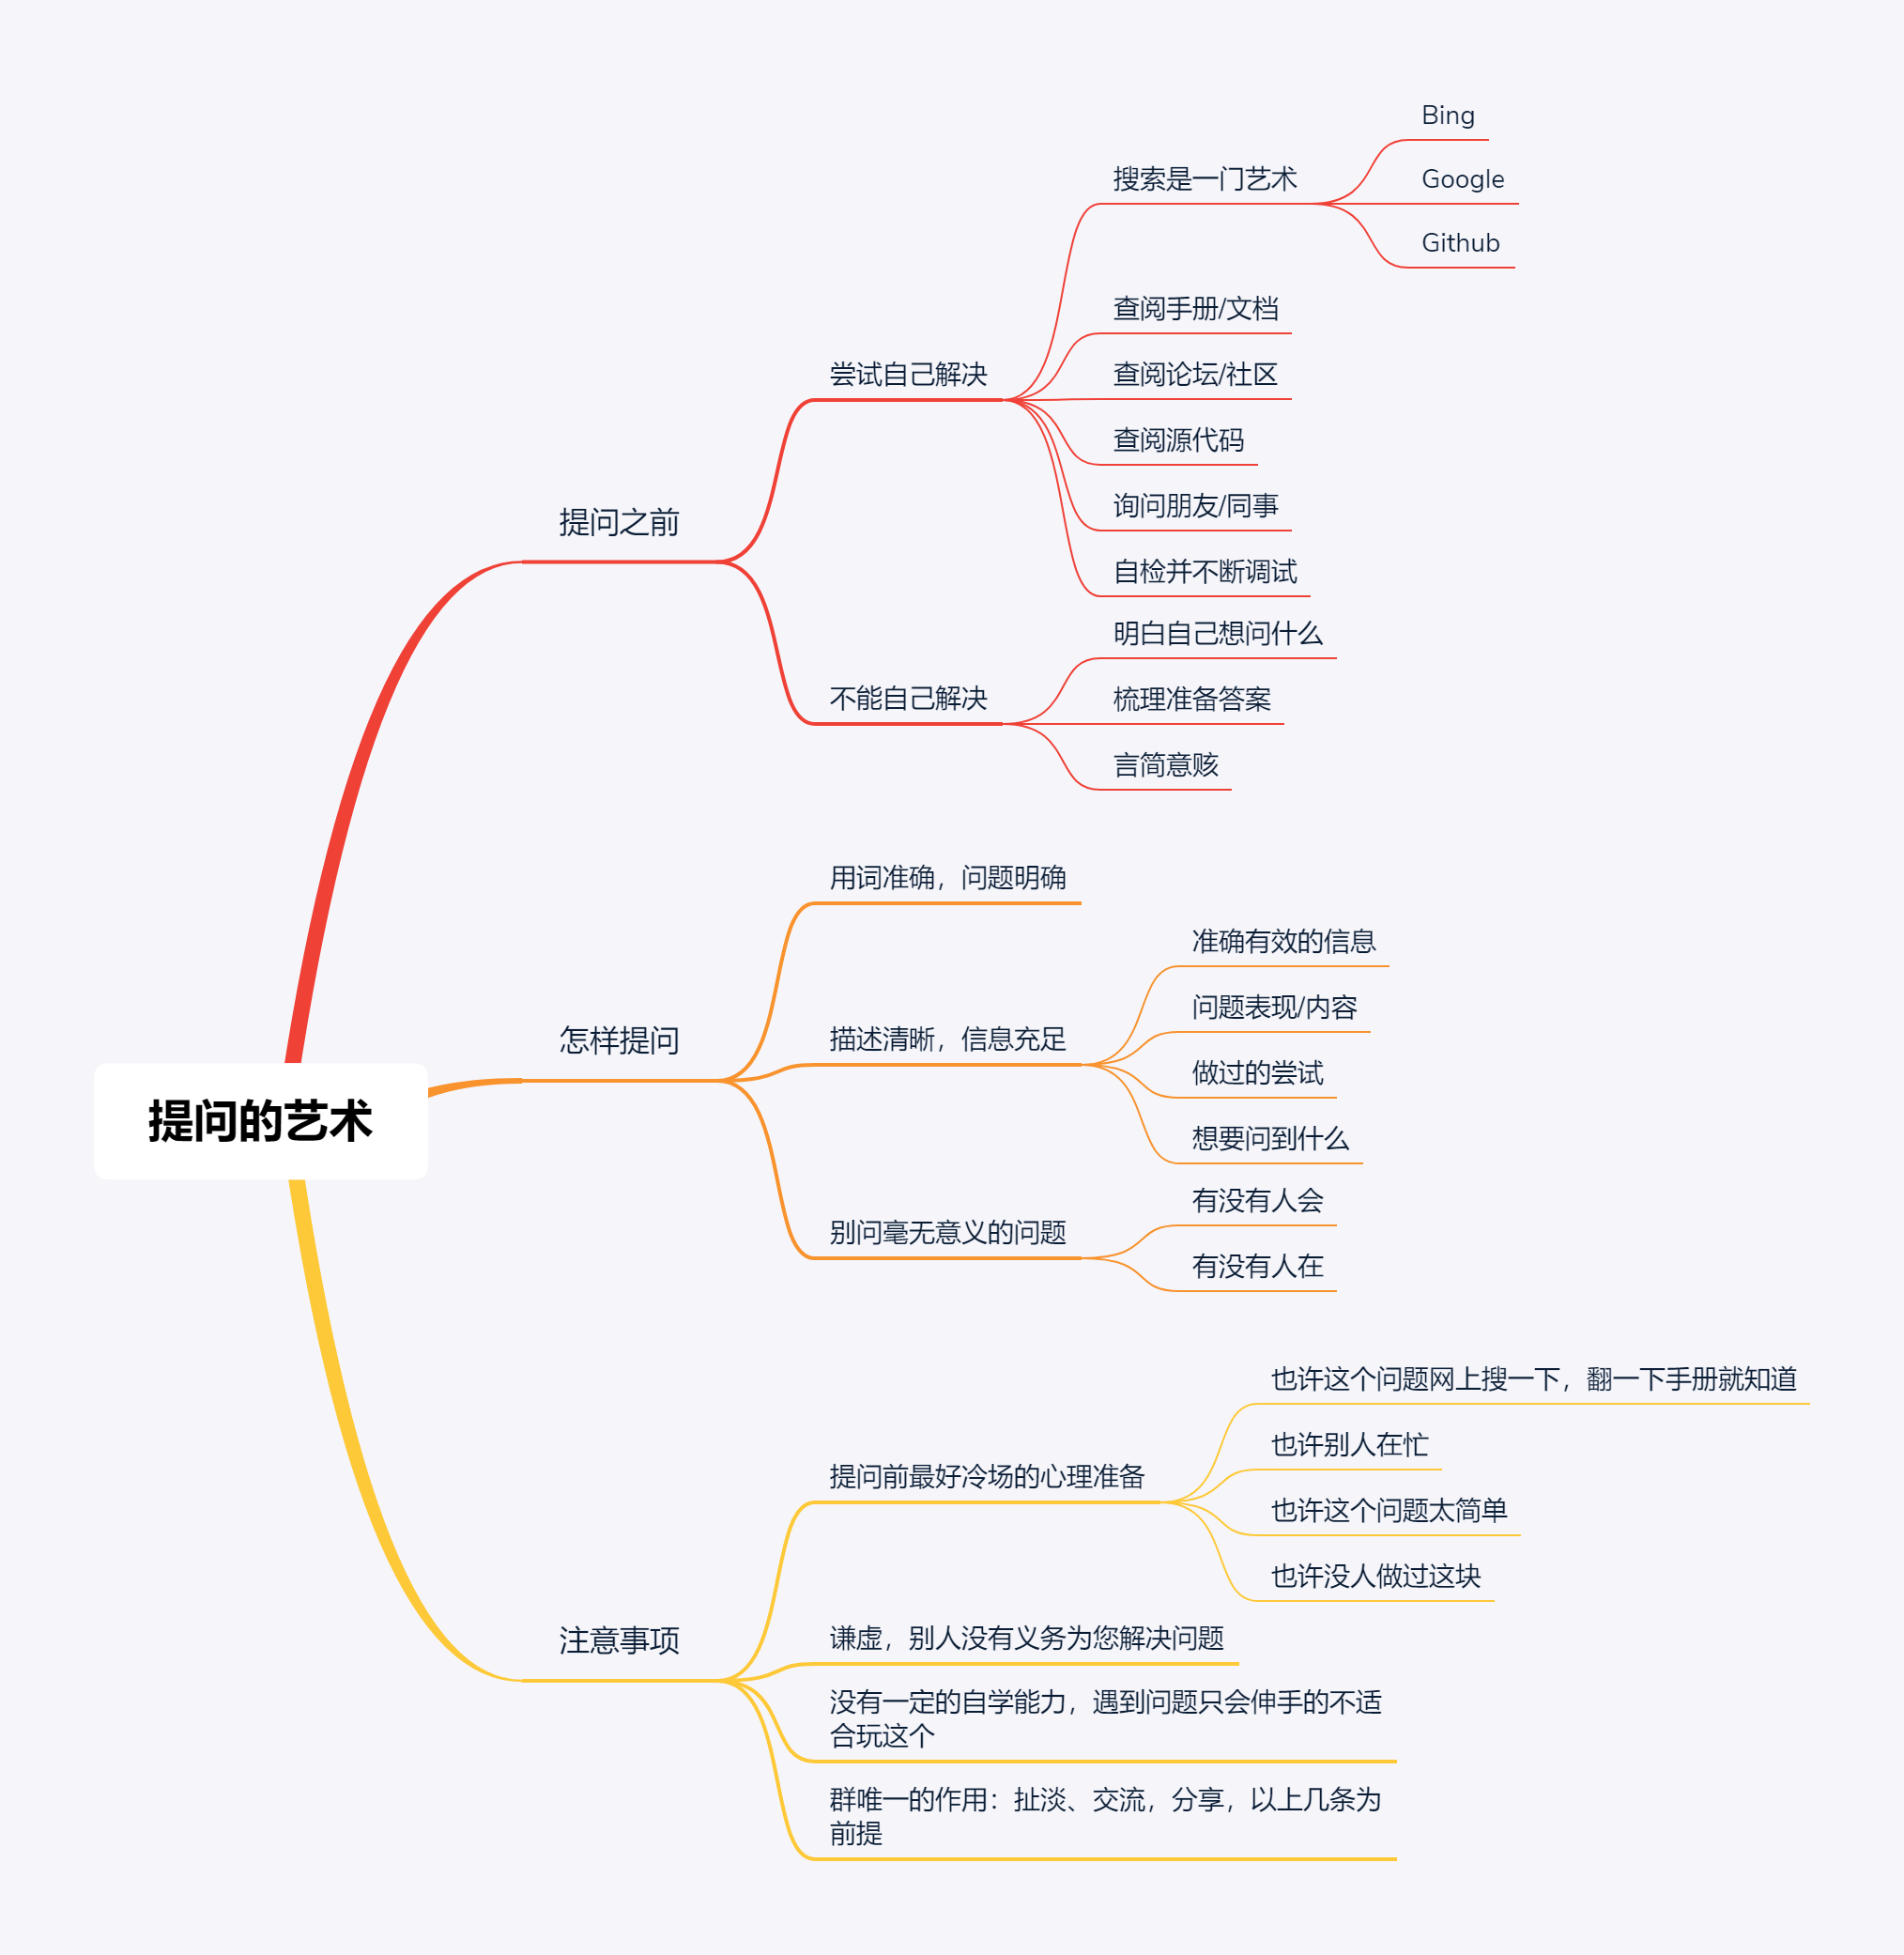 提问的艺术
提问之前
尝试自己解决
搜索是一门艺术
Bing
Google
Github
查阅手册/文档
查阅论坛/社区
查阅源代码
询问朋友/同事
自检并不断调试
不能自己解决
明白自己想问什么
梳理准备答案
言简意赅
怎样提问
用词准确，问题明确
描述清晰，信息充足
准确有效的信息
问题表现/内容
做过的尝试
想要问到什么
别问毫无意义的问题
有没有人会
有没有人在
注意事项
提问前最好冷场的心理准备
也许这个问题网上搜一下，翻一下手册就知道
也许别人在忙
也许这个问题太简单
也许没人做过这块
谦虚，别人没有义务为您解决问题
没有一定的自学能力，遇到问题只会伸手的不适
合玩这个
群唯一的作用：扯淡、交流，分享，以上几条为
前提